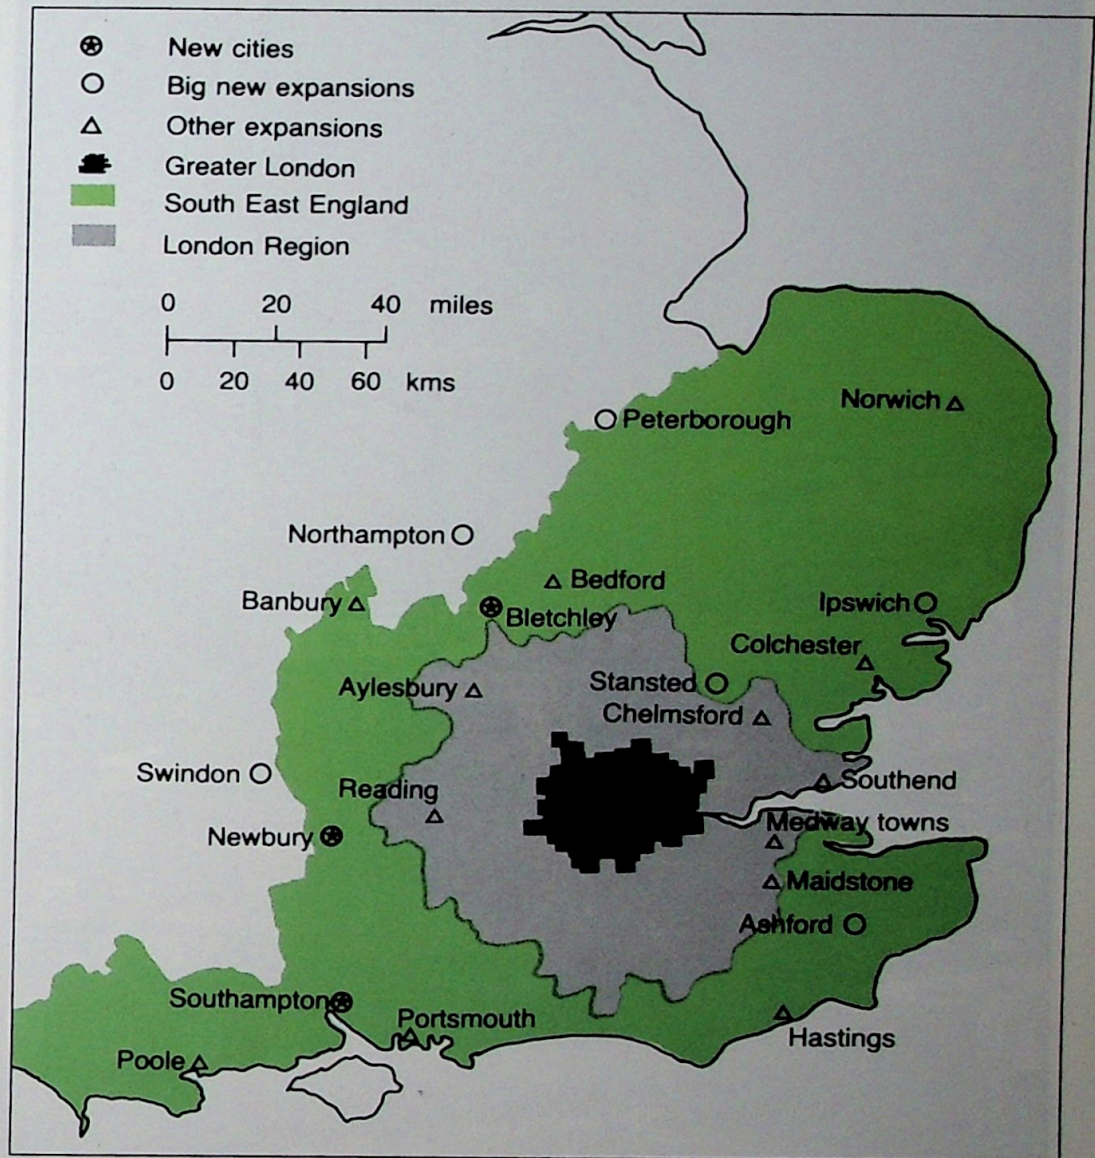 New cities
Big new expansions
Other expansions
Greater London
South East England
London Region
0 20 40 miles
0 20 40 60 kms
Norwich
Peterborough
Northampton
Bedford
Banbury
Ipswich
Bletchley
Colchester
Stansted
Aylesbury
Chelmsford
Swindon
Southend
Reading
Medway towns
Newbury
Maidstone
Ashford
Southampton
Portsmouth
Hastings
Poole